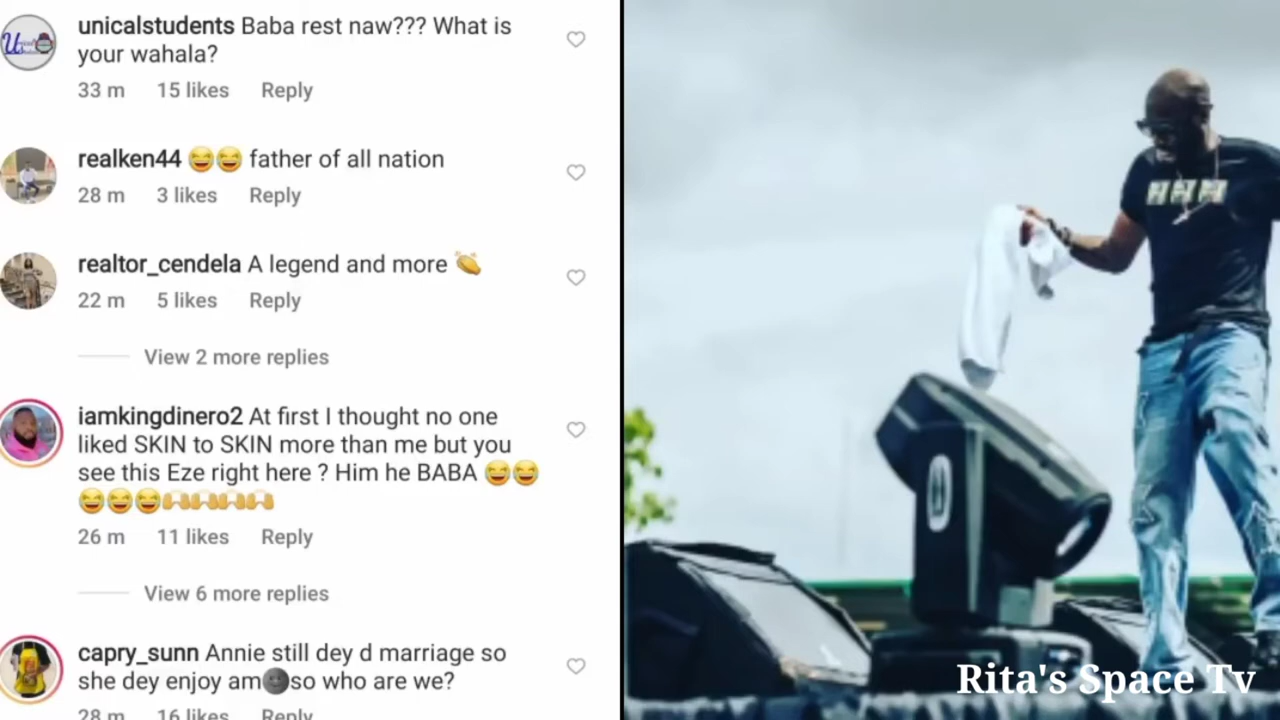 unicalstudents Baba rest naw??? What is
your wahala?
33 m 15 likes Reply
realken44 😆😆 father of all nation
28 m 3 likes Reply
realtor_cendela A legend and more 👏
22 m 5 likes Reply
View 2 more replies
iamkingdinero2 At first I thought no one
liked SKIN to SKIN more than me but you
see this Eze right here ? Him he BABA 😆😆
😆😆😆🙌🙌🙌🙌
26 m 11 likes Reply
View 6 more replies
capry_sunn Annie still dey d marriage so
she dey enjoy am🌚so who are we?
28 m 16 likes Reply
Rita's Space Tv